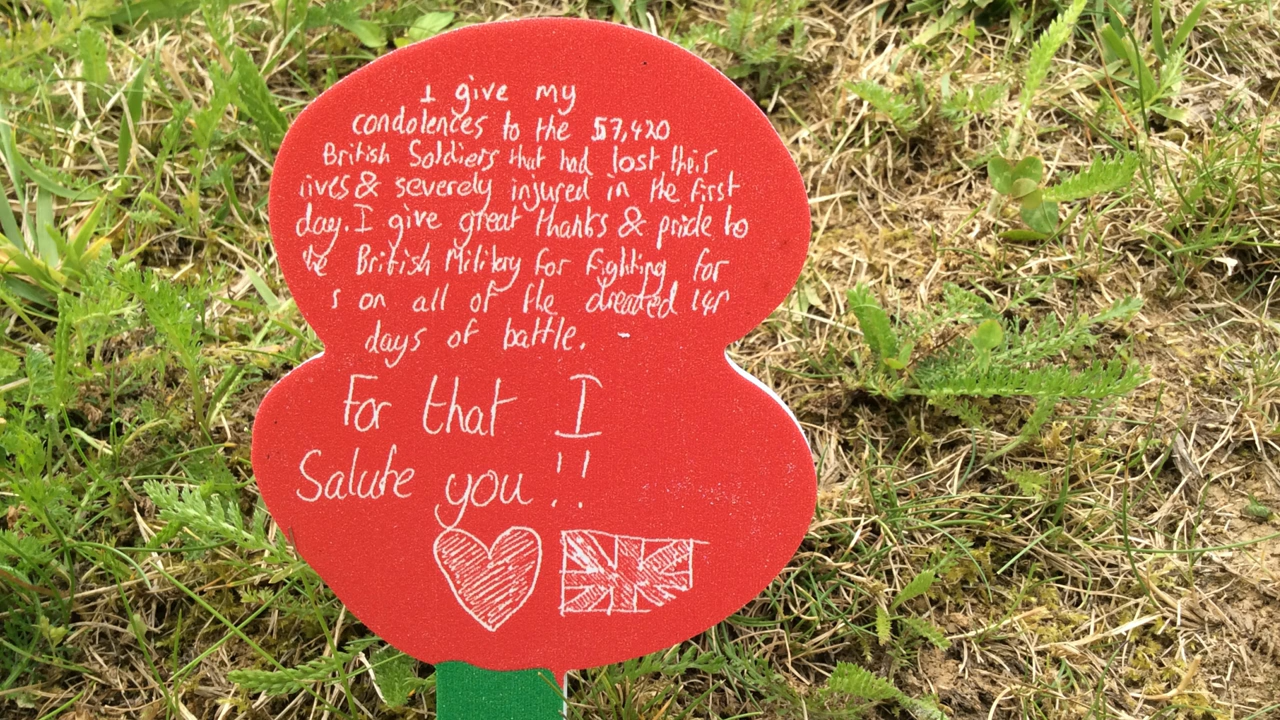 I give my
condolences to the 57,420
British Soldiers that had lost their
lives & severely injured in the first
day. I give great thanks & pride to
the British Military for fighting for
s on all of the dreaded 141
days of battle.
For that I
Salute you!!